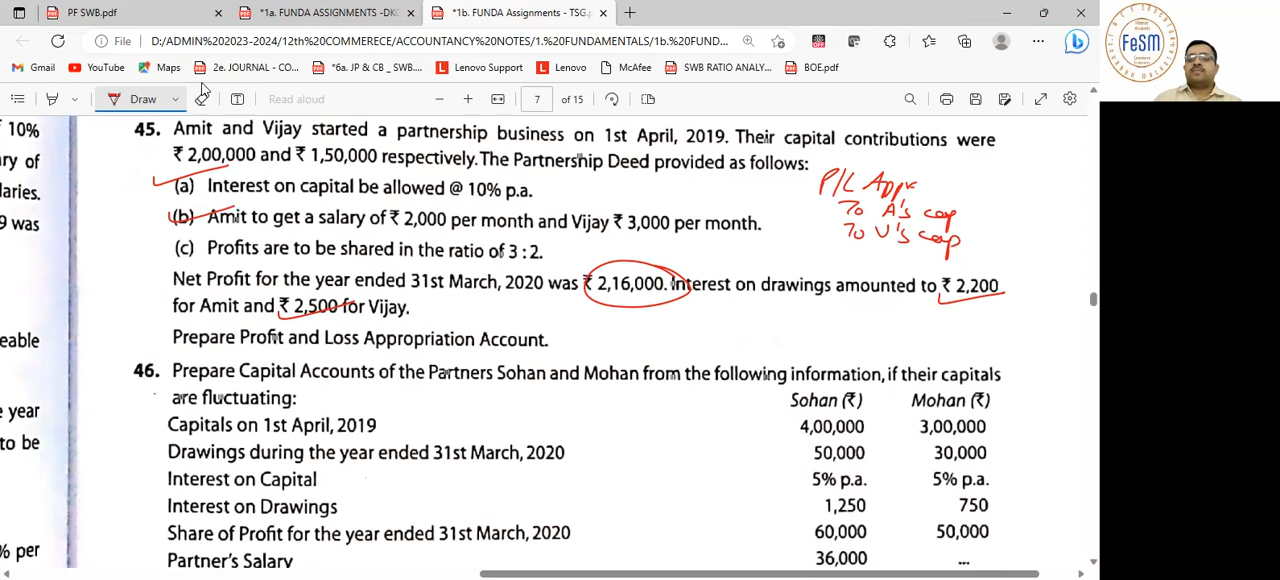 PF SWB.pdf
*1a. FUNDA ASSIGNMENTS -DK
*1b. FUNDA Assignments - TSG.p
File
D:/ADMIN%202023-2024/12th%20COMMERECE/ACCOUNTANCY%20NOTES/1.%20FUNDAMENTALS/1b.%20FUND...
OFF
Gmail
YouTube
Maps
2e. JOURNAL - CO...
*6a. JP & SCB _ SWB....
Lenovo Support
Lenovo
McAfee
SWB RATIO ANALY...
BOE.pdf
Draw
Read aloud
7
of 15
FeSM
10%
ary of
laries.
9 was
eable
e year
to be
% per
45. Amit and Vijay started a partnership business on 1st April, 2019. Their capital contributions were
₹ 2,00,000 and ₹ 1,50,000 respectively. The Partnership Deed provided as follows:
(a) Interest on capital be allowed @ 10% p.a.
(b) Amit to get a salary of ₹ 2,000 per month and Vijay ₹ 3,000 per month.
(c) Profits are to be shared in the ratio of 3 : 2.
Net Profit for the year ended 31st March, 2020 was ₹ 2,16,000. Interest on drawings amounted to ₹ 2,200
for Amit and ₹ 2,500 for Vijay.
Prepare Profit and Loss Appropriation Account.
P/L Appr
To A's cap
To V's cap
46. Prepare Capital Accounts of the Partners Sohan and Mohan from the following information, if their capitals
are fluctuating: Sohan (₹) Mohan (₹)
Capitals on 1st April, 2019 4,00,000 3,00,000
Drawings during the year ended 31st March, 2020 50,000 30,000
Interest on Capital 5% p.a. 5% p.a.
Interest on Drawings 1,250 750
Share of Profit for the year ended 31st March, 2020 60,000 50,000
Partner's Salary 36,000 ...